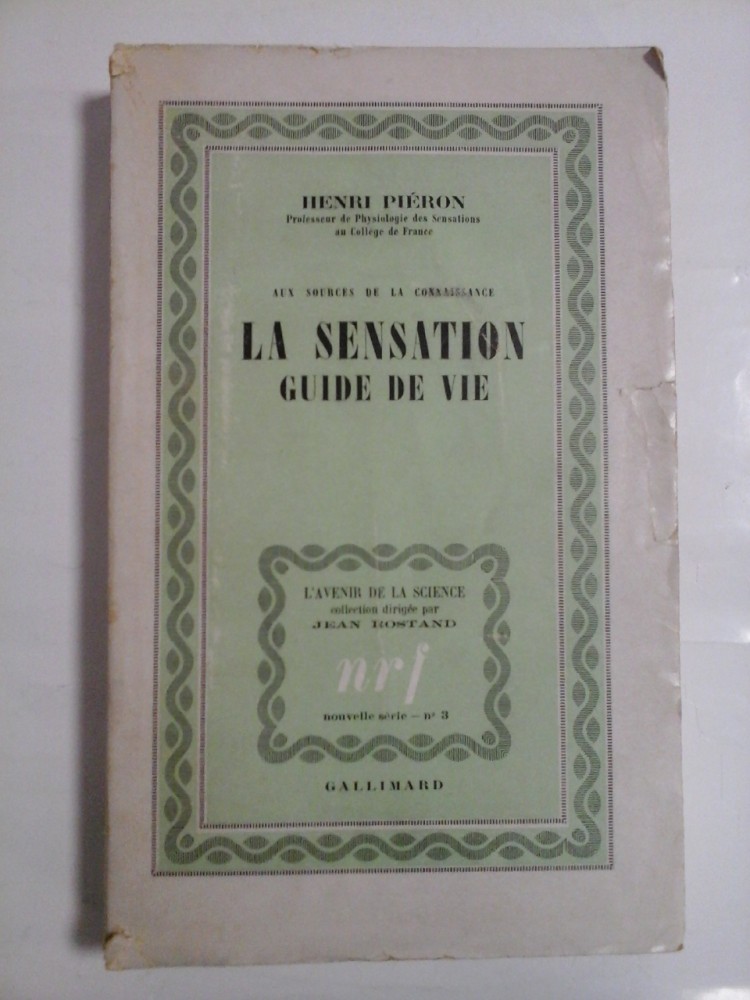 HENRI PIÉRON
Professeur de Physiologie des Sensations
au Collège de France
AUX SOURCES DE LA CONNAISSANCE
LA SENSATION
GUIDE DE VIE
L'AVENIR DE LA SCIENCE
collection dirigée par
JEAN ROSTAND
nrf
nouvelle série – nº 3
GALLIMARD